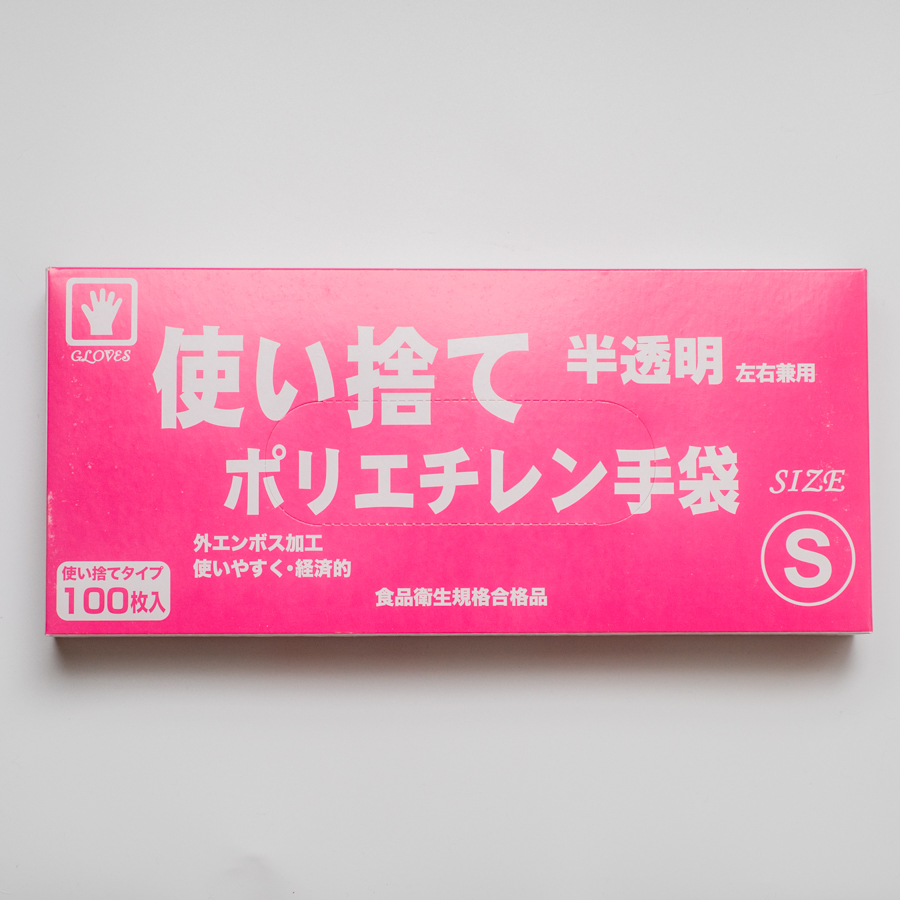 GLOVES
使い捨て 半透明 左右兼用
ポリエチレン手袋
SIZE
S
外エンボス加工
使いやすく・経済的
使い捨てタイプ
100枚入
食品衛生規格合格品